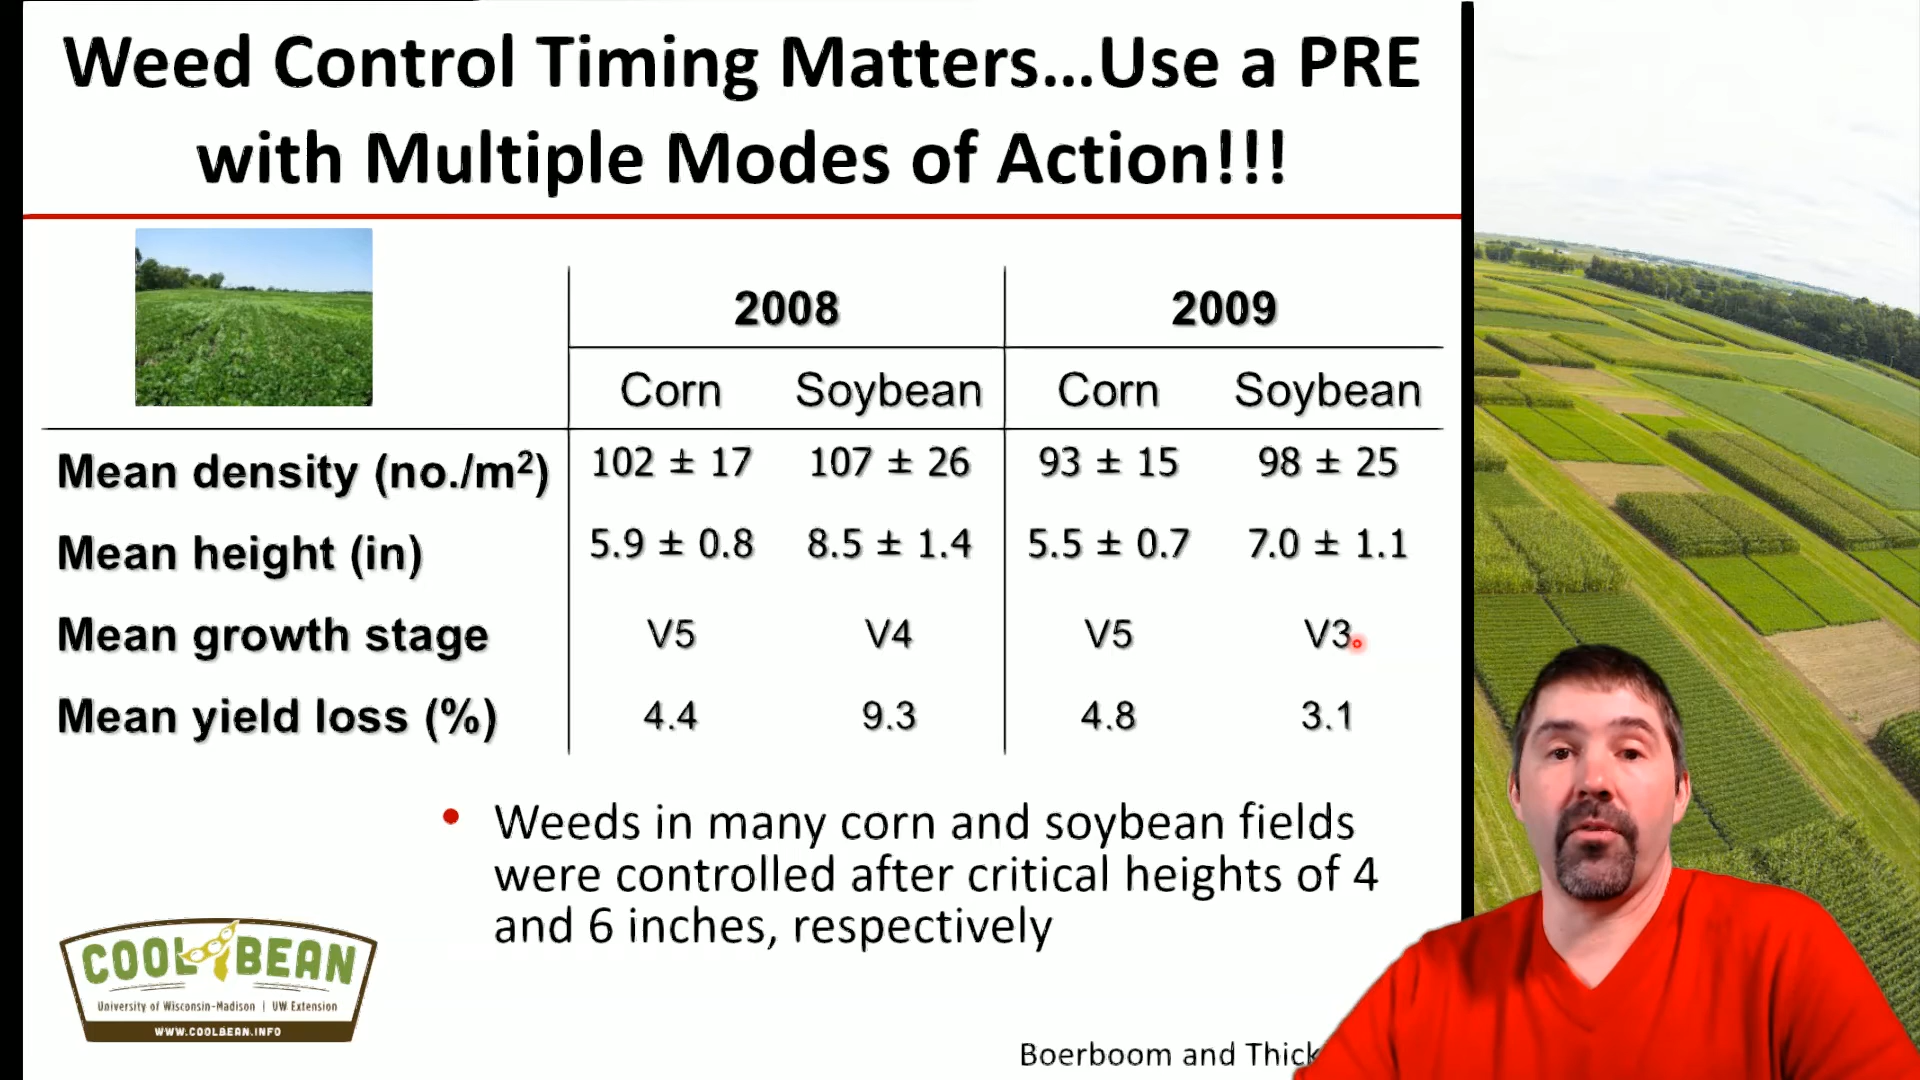 Weed Control Timing Matters...Use a PRE
with Multiple Modes of Action!!!
2008 2009
Corn Soybean Corn Soybean
Mean density (no./m²) 102 ± 17 107 ± 26 93 ± 15 98 ± 25
Mean height (in) 5.9 ± 0.8 8.5 ± 1.4 5.5 ± 0.7 7.0 ± 1.1
Mean growth stage V5 V4 V5 V3
Mean yield loss (%) 4.4 9.3 4.8 3.1
• Weeds in many corn and soybean fields
were controlled after critical heights of 4
and 6 inches, respectively
COOL BEAN
University of Wisconsin-Madison | UW Extension
WWW.COOLBEAN.INFO
Boerboom and